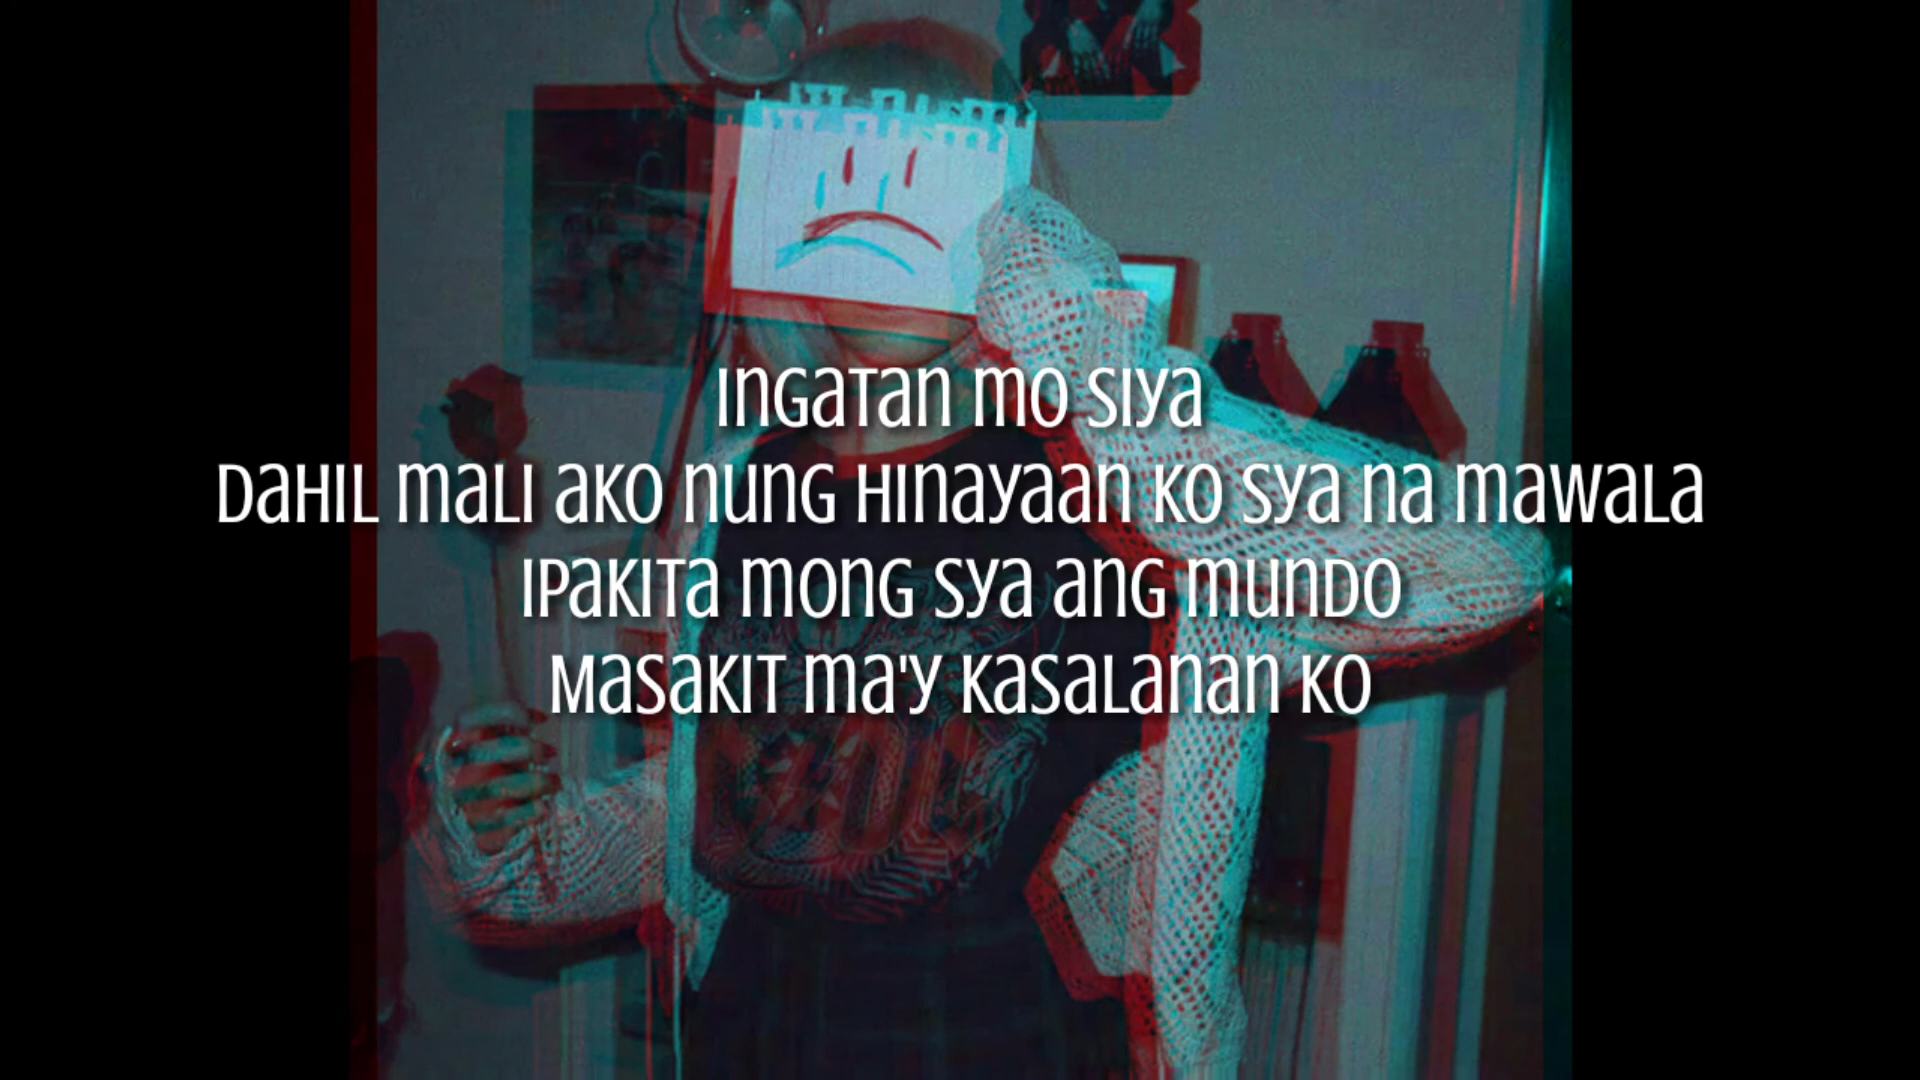 Ingatan mo siya
Dahil mali ako nung hinayaan ko sya na mawala
Ipakita mong sya ang mundo
Masakit ma'y kasalanan ko